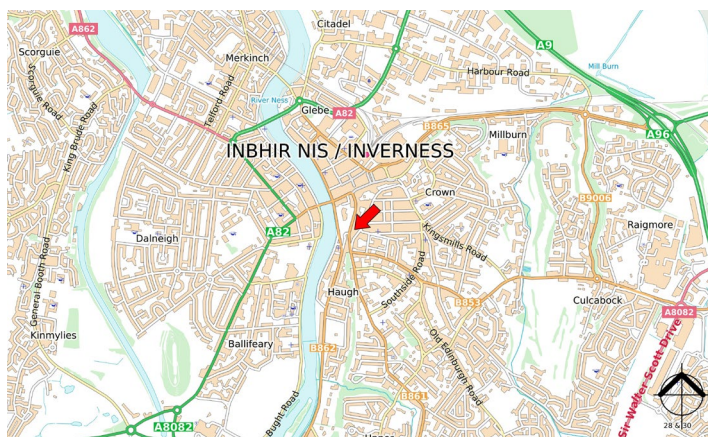 A862
Citadel
Scorguie
A9
Merkinch
Mill Burn
Harbour Road
Scorguie Road
Telford Road
River Ness
King Brude Road
Glebe
A82
B865
Millburn
A96
INBHIR NIS / INVERNESS
Crown
B9006
Kingsmills Road
Raigmore
A82
Dalneigh
General Booth Road
Southside Road
Haugh
B853
Culcabock
A8082
Kinmylies
Ballifeary
B862
Old Edinburgh Road
Sir Walter Scott Drive
Bught Road
B861
A8082
28 & 30